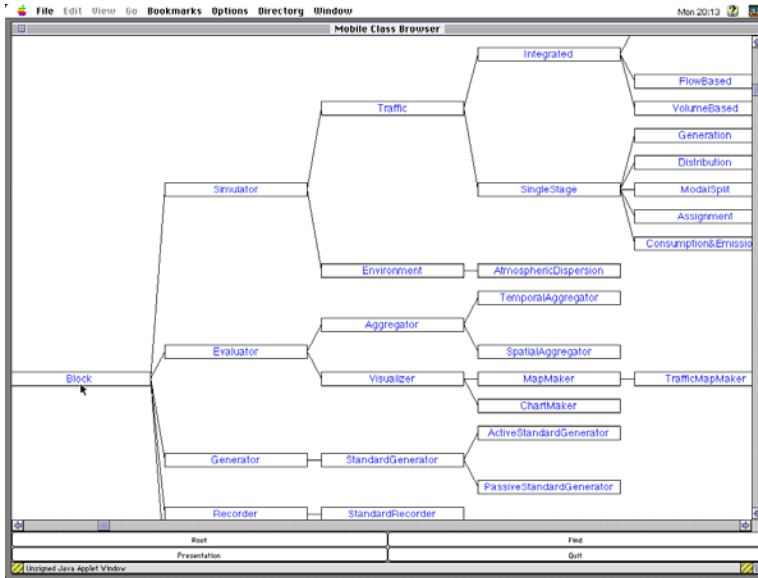 File Edit View Go Bookmarks Options Directory Window Mon 20:13
Mobile Class Browser
Integrated
FlowBased
Traffic VolumeBased
Generation
Distribution
Simulator SingleStage ModalSplit
Assignment
Consumption&Emissio
Environment AtmosphericDispersion
TemporalAggregator
Aggregator
Evaluator SpatialAggregator
Block Visualizer MapMaker TrafficMapMaker
ChartMaker
ActiveStandardGenerator
Generator StandardGenerator
PassiveStandardGenerator
Recorder StandardRecorder
Root Find
Presentation Quit
Unsigned Java Applet Window